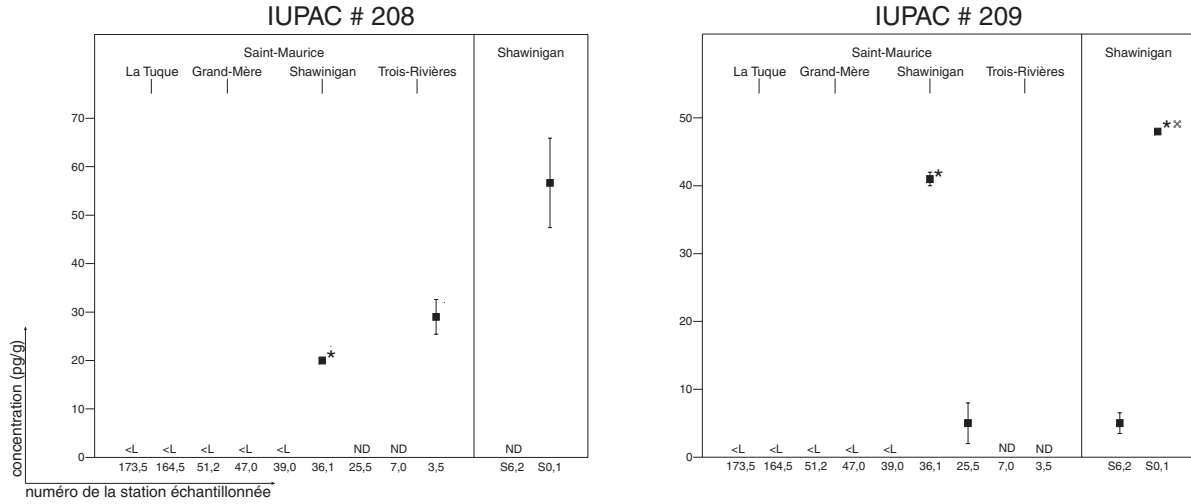 IUPAC # 208
Saint-Maurice
Shawinigan
La Tuque Grand-Mère Shawinigan Trois-Rivières
70
60
50
40
30
20
10
0
*
<L <L <L <L <L ND ND ND
173,5 164,5 51,2 47,0 39,0 36,1 25,5 7,0 3,5 S6,2 S0,1
concentration (pg/g)
numéro de la station échantillonnée
IUPAC # 209
Saint-Maurice
Shawinigan
La Tuque Grand-Mère Shawinigan Trois-Rivières
50
40
30
20
10
0
*
*
<L <L <L <L <L ND ND
173,5 164,5 51,2 47,0 39,0 36,1 25,5 7,0 3,5 S6,2 S0,1